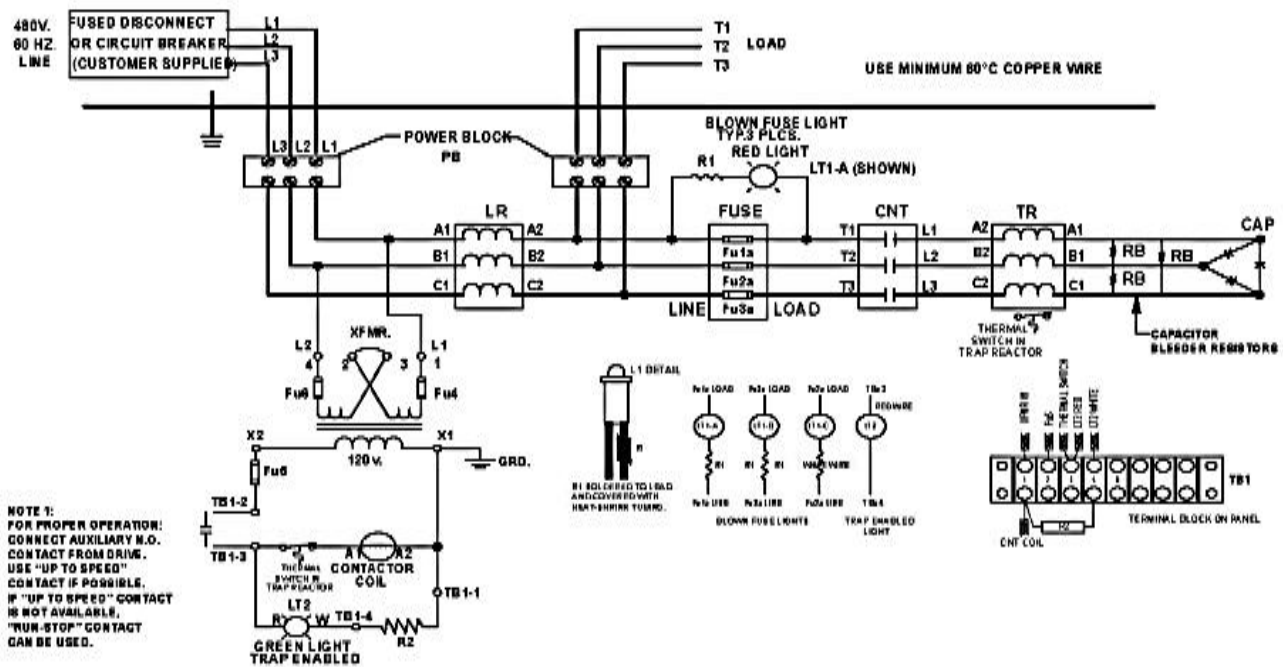 480V.
60 HZ.
LINE
FUSED DISCONNECT
OR CIRCUIT BREAKER
(CUSTOMER SUPPLIED)
L1
L2
L3
T1
T2
T3
LOAD
USE MINIMUM 60°C COPPER WIRE
L3 L2 L1
POWER BLOCK
PB
BLOWN FUSE LIGHT
TYP.3 PLCS.
RED LIGHT
R1
LT1-A (SHOWN)
LR
FUSE
CNT
TR
CAP
A1 A2
B1 B2
C1 C2
Fu1a
Fu2a
Fu3a
LINE LOAD
T1 L1
T2 L2
T3 L3
A2 A1
B2 B1
C2 C1
RB
RB
RB
THERMAL
SWITCH IN
TRAP REACTOR
CAPACITOR
BLEEDER RESISTORS
XFMR.
L2 L1
4 2 3 1
Fu4
X2 X1
120 v.
GRD.
TB1-2
TB1-3
THERMAL
SWITCH IN
TRAP REACTOR
A1 A2
CONTACTOR
COIL
TB1-1
LT2
R W
TB1-4
R2
GREEN LIGHT
TRAP ENABLED
NOTE 1:
FOR PROPER OPERATION:
CONNECT AUXILIARY N.O.
CONTACT FROM DRIVE.
USE "UP TO SPEED"
CONTACT IF POSSIBLE.
IF "UP TO SPEED" CONTACT
IS NOT AVAILABLE,
"RUN-STOP" CONTACT
CAN BE USED.
L1 DETAIL
R1 SOLDERED TO LEAD
AND COVERED WITH
HEAT-SHRINK
BLOWN FUSE LIGHTS
RED WIRE
TRAP ENABLED
LIGHT
THERMAL SWITCH
LT2 RED
LT2 WHITE
TB1
R2
CNT COIL
TERMINAL BLOCK ON PANEL